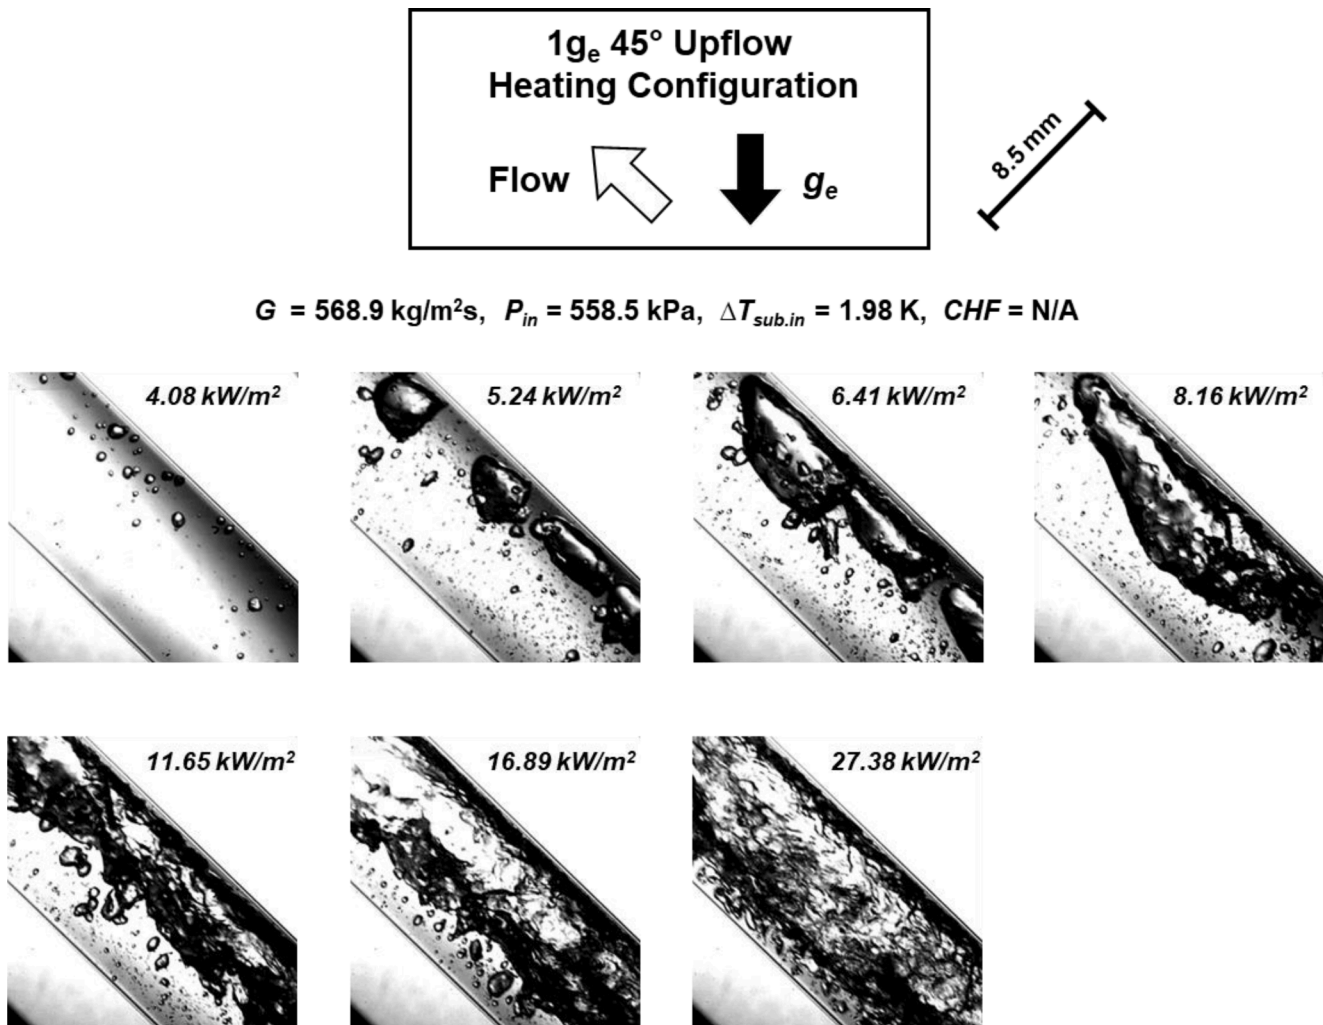 1gₑ 45° Upflow
Heating Configuration
Flow
gₑ
8.5 mm
G = 568.9 kg/m²s, Pᵢₙ = 558.5 kPa, ΔT_sub.in = 1.98 K, CHF = N/A
4.08 kW/m²
5.24 kW/m²
6.41 kW/m²
8.16 kW/m²
11.65 kW/m²
16.89 kW/m²
27.38 kW/m²